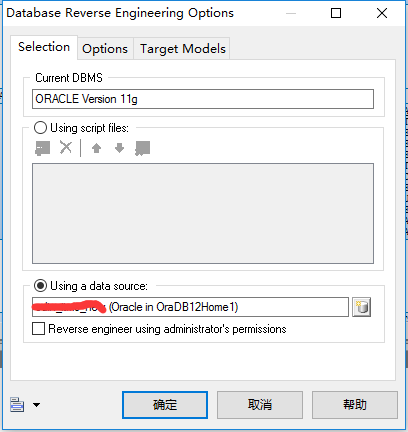 Database Reverse Engineering Options
Selection Options Target Models
Current DBMS
ORACLE Version 11g
Using script files:
Using a data source:
(Oracle in OraDB12Home1)
Reverse engineer using administrator's permissions
确定 取消 帮助